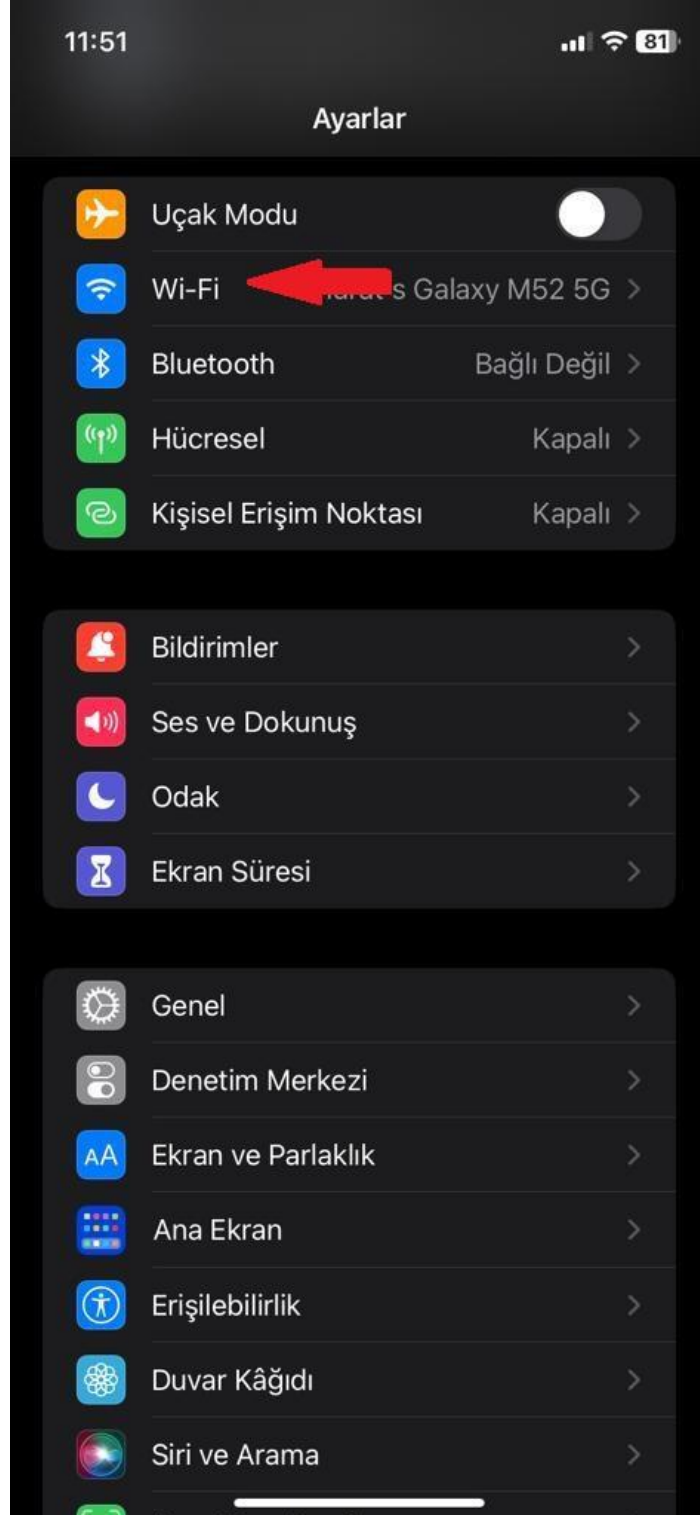 11:51
81
Ayarlar
Uçak Modu
Wi-Fi s Galaxy M52 5G
Bluetooth Bağlı Değil
Hücresel Kapalı
Kişisel Erişim Noktası Kapalı
Bildirimler
Ses ve Dokunuş
Odak
Ekran Süresi
Genel
Denetim Merkezi
AA Ekran ve Parlaklık
Ana Ekran
Erişilebilirlik
Duvar Kâğıdı
Siri ve Arama